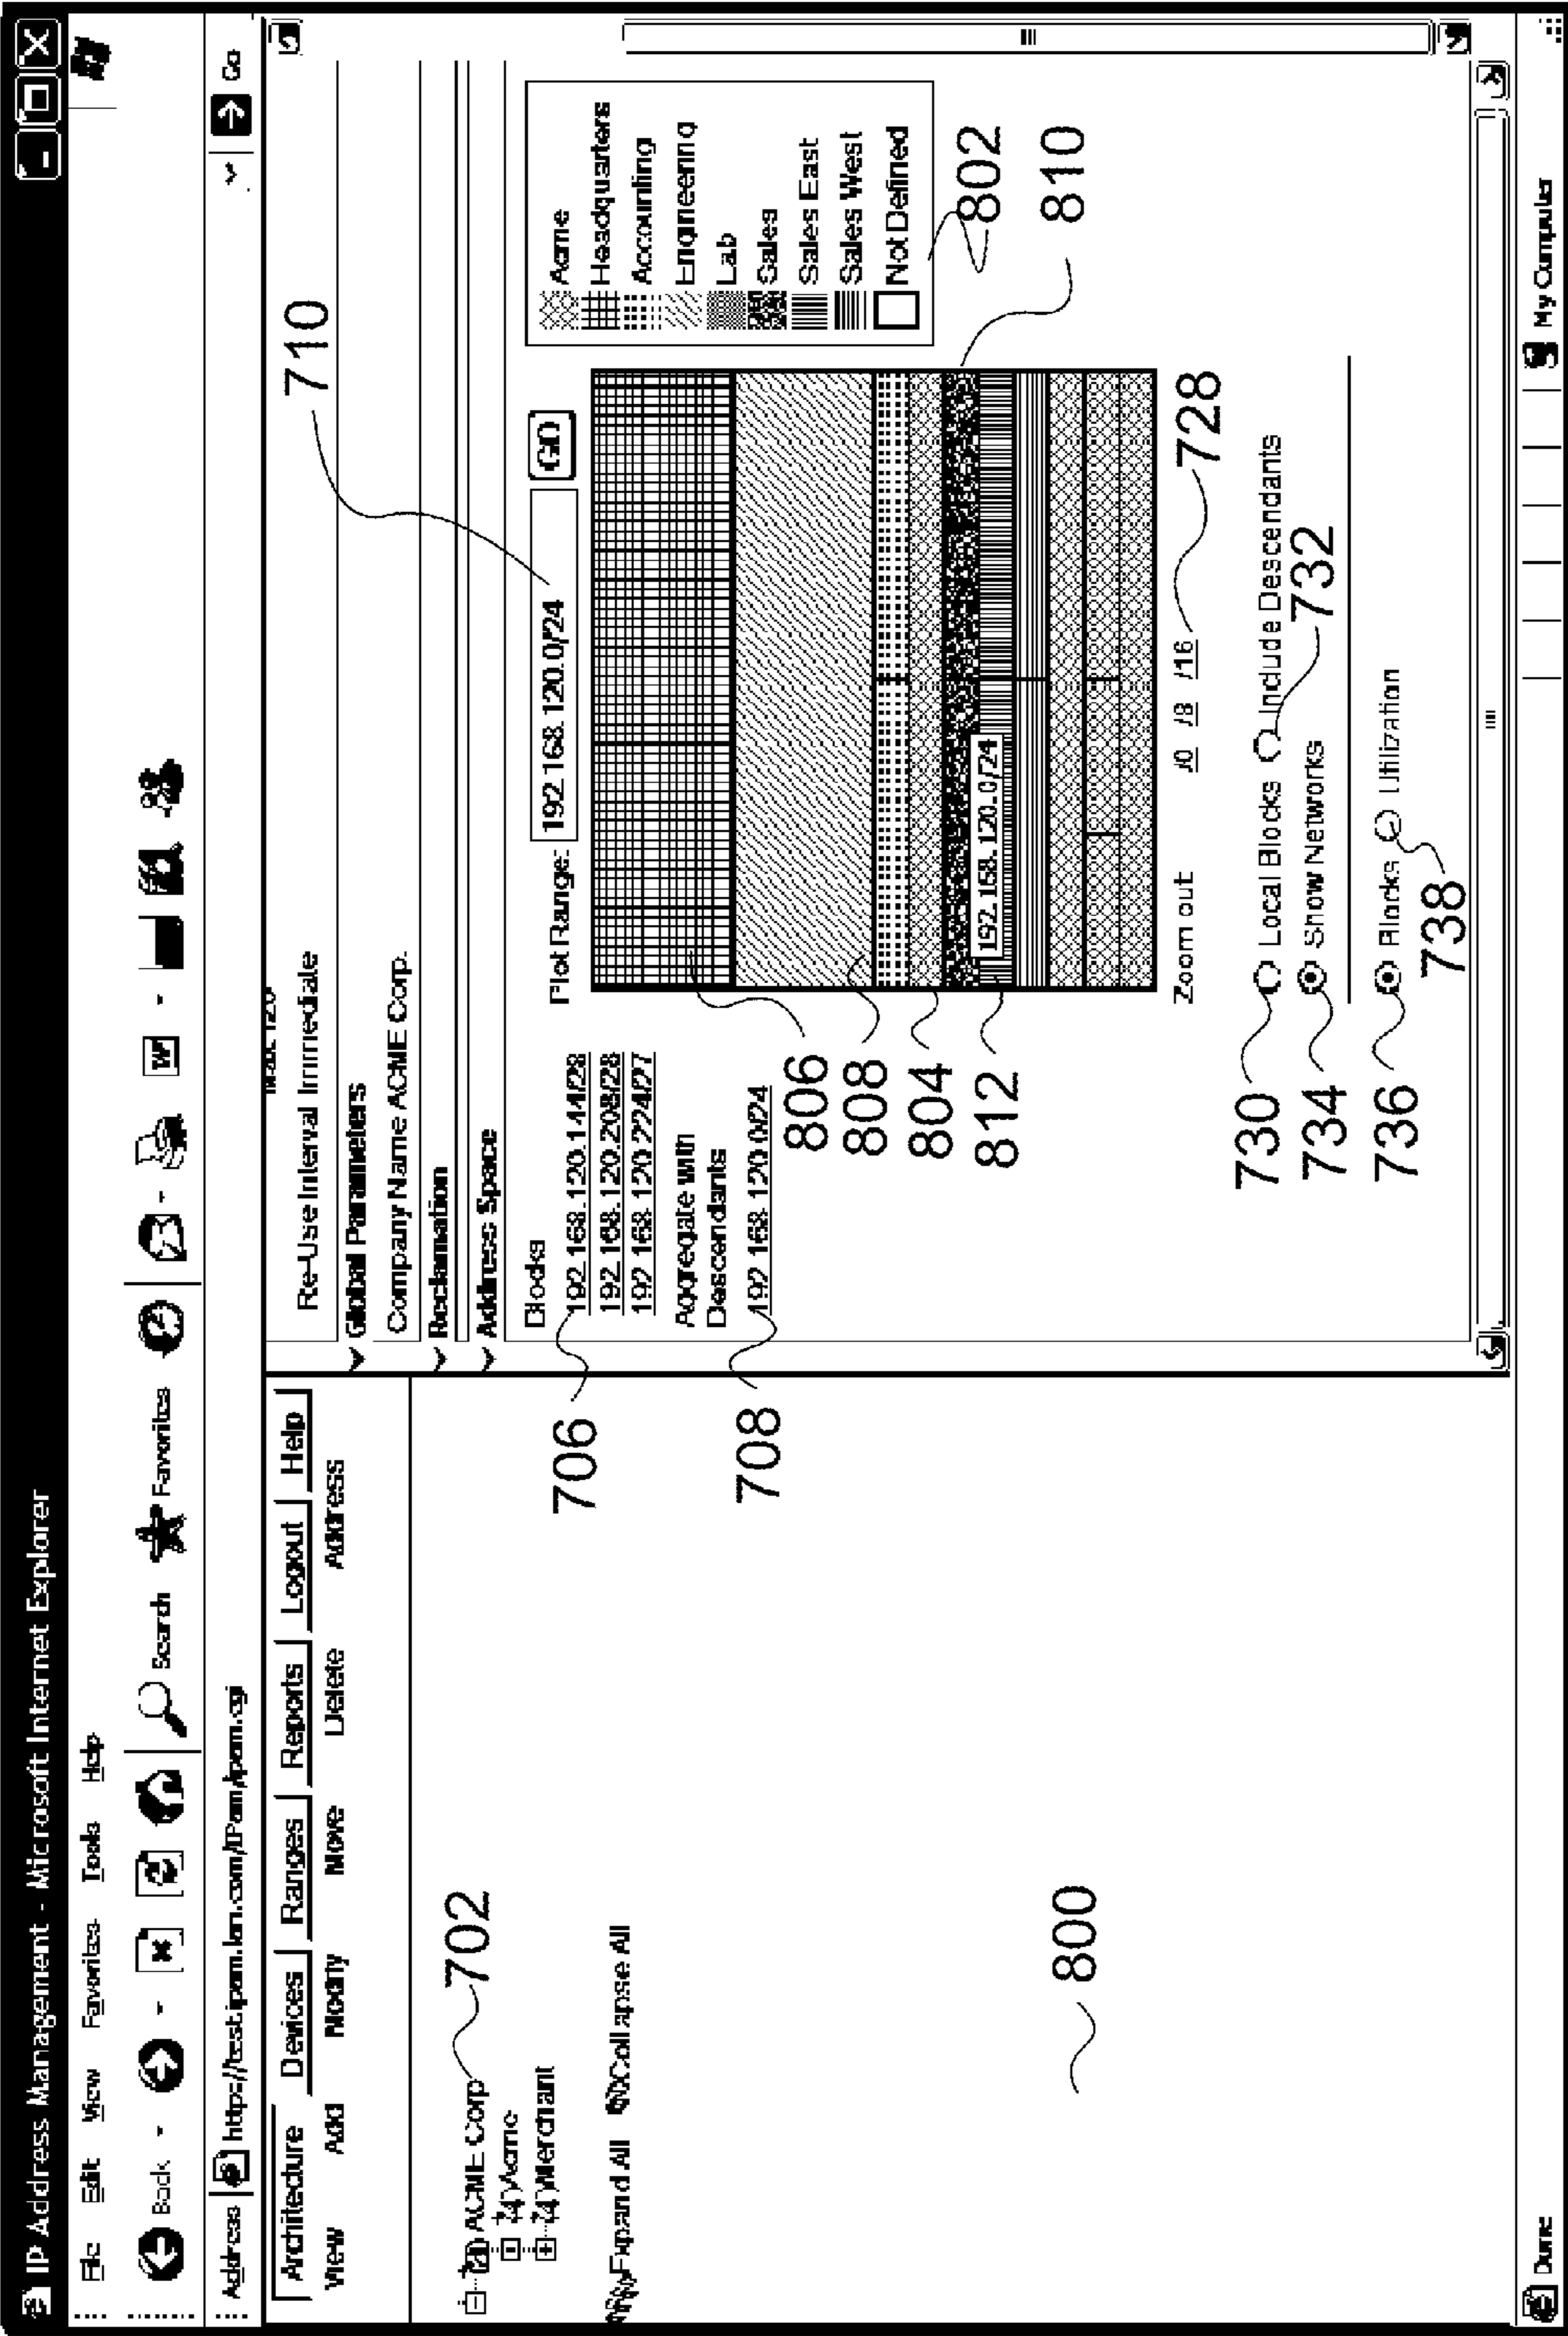 IP Address Management - Microsoft Internet Explorer
File Edit View Favorites Tools Help
Back Search Favorites
Address http://test.ipam.lan.com/IPam/ipam.cgi Go
Architecture Devices Ranges Reports Logout Help
View Add Modify Move Delete Address
ACME Corp 702
Acme
Merchant
Expand All Collapse All
800
Re-Use Interval Immediate
Global Parameters
Company Name ACME Corp.
Reclamation
Address Space
710
Blocks
706
192.168.120.144/28
192.168.120.208/28
192.168.120.224/27
Aggregate with
Descendants
708
192.168.120.0/24
Plot Range: 192.168.120.0/24 GO
Acme
Headquarters
Accounting
Engineering
Lab
Sales
Sales East
Sales West
Not Defined
802
810
806
808
804
812
192.168.120.0/24
Zoom out /0 /8 /16 728
730 Local Blocks Include Descendants
734 Show Networks 732
736 Blocks Utilization
738
Done My Computer